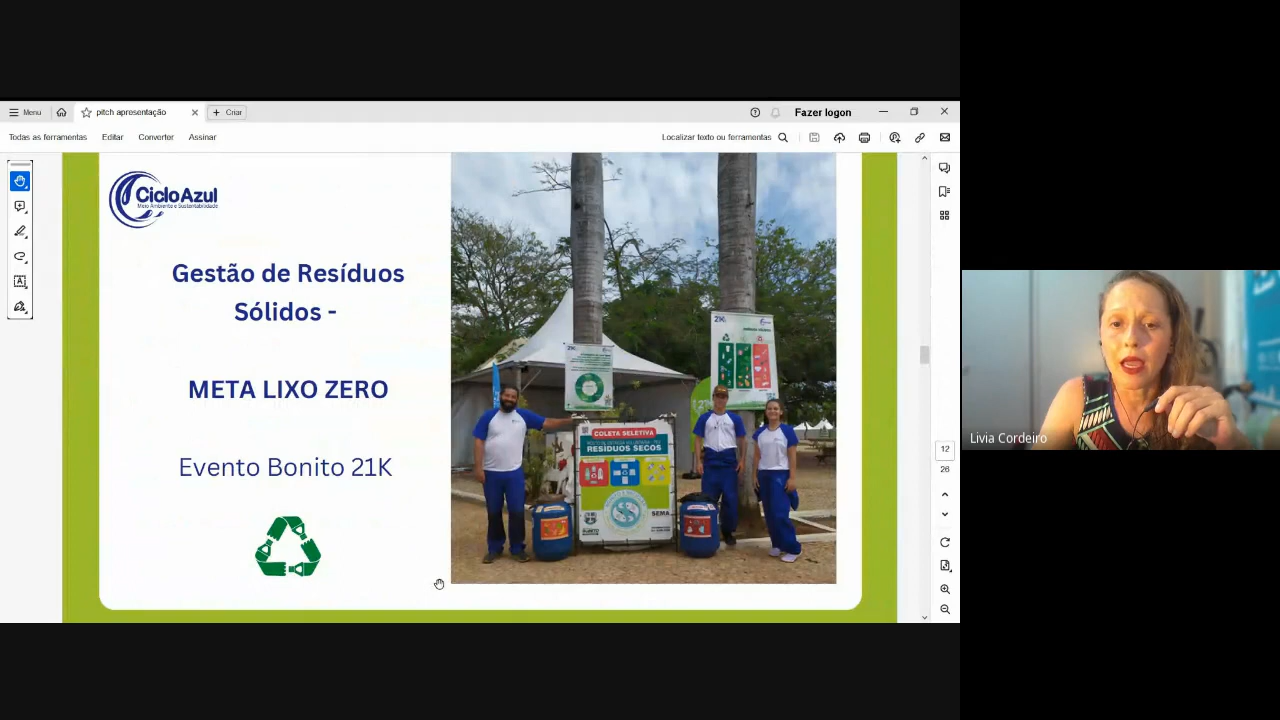 Menu
pitch apresentação
Criar
Fazer logon
Todas as ferramentas
Editar
Converter
Assinar
Localizar texto ou ferramentas
CicloAzul
Meio Ambiente e Sustentabilidade
Gestão de Resíduos
Sólidos -
META LIXO ZERO
Evento Bonito 21K
21K
COLETA SELETIVA
RESÍDUOS SECOS
SEMA
12
26
Livia Cordeiro